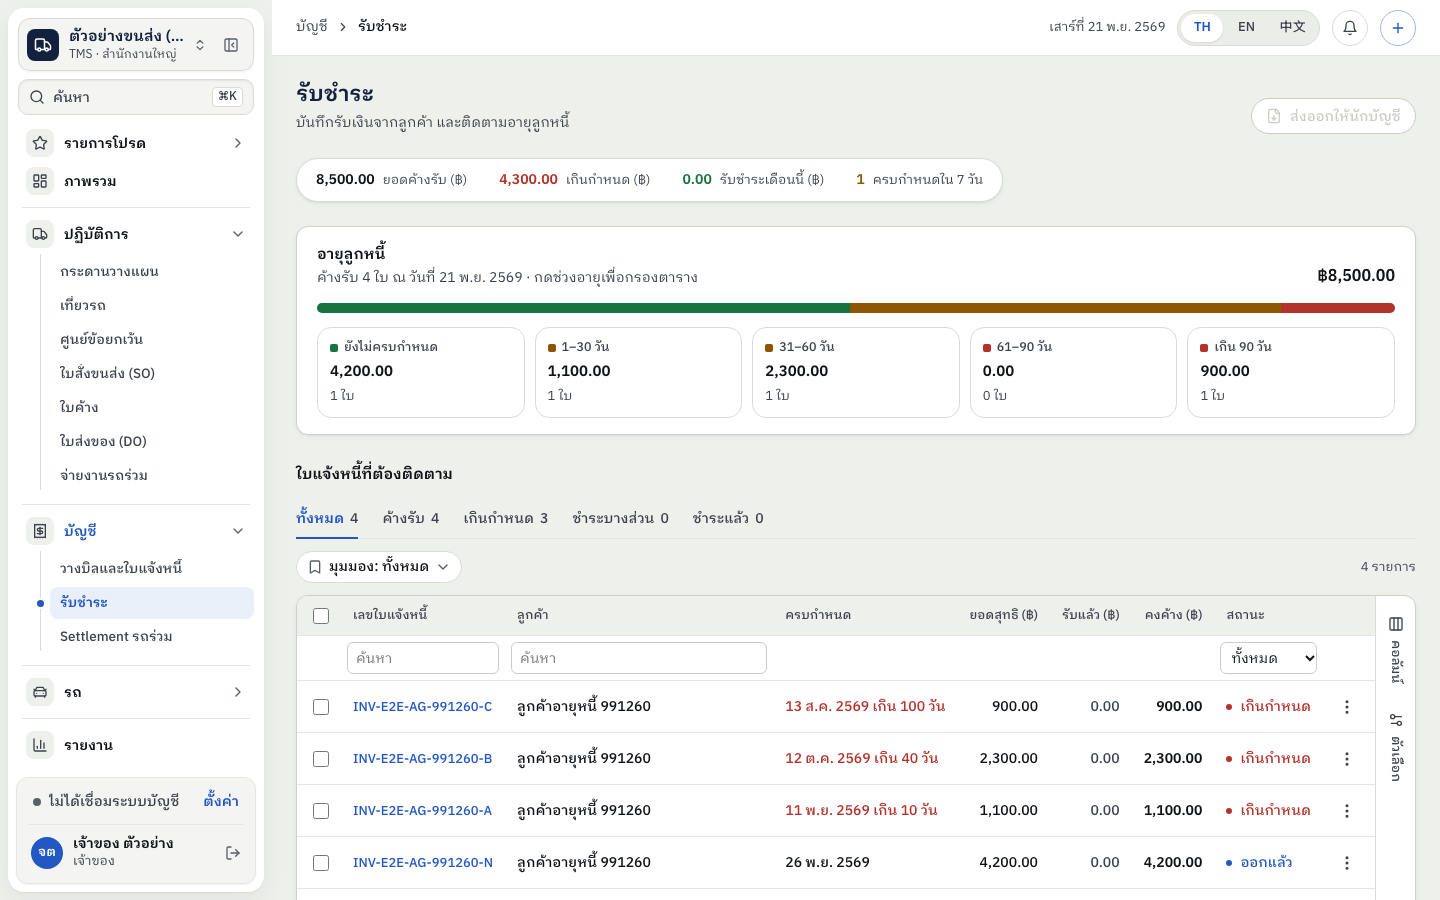 ตัวอย่างขนส่ง (...
TMS · สำนักงานใหญ่
ค้นหา ⌘K
รายการโปรด
ภาพรวม
ปฏิบัติการ
กระดานวางแผน
เที่ยวรถ
ศูนย์ข้อยกเว้น
ใบสั่งขนส่ง (SO)
ใบค้าง
ใบส่งของ (DO)
จ่ายงานรถร่วม
บัญชี
วางบิลและใบแจ้งหนี้
รับชำระ
Settlement รถร่วม
รถ
รายงาน
ไม่ได้เชื่อมระบบบัญชี ตั้งค่า
จต
เจ้าของ ตัวอย่าง
เจ้าของ
บัญชี > รับชำระ
เสาร์ที่ 21 พ.ย. 2569 TH EN 中文
รับชำระ
บันทึกรับเงินจากลูกค้า และติดตามอายุลูกหนี้
ส่งออกให้นักบัญชี
8,500.00 ยอดค้างรับ (฿) 4,300.00 เกินกำหนด (฿) 0.00 รับชำระเดือนนี้ (฿) 1 ครบกำหนดใน 7 วัน
อายุลูกหนี้
ค้างรับ 4 ใบ ณ วันที่ 21 พ.ย. 2569 · กดช่วงอายุเพื่อกรองตาราง
฿8,500.00
ยังไม่ครบกำหนด 1–30 วัน 31–60 วัน 61–90 วัน เกิน 90 วัน
4,200.00 1,100.00 2,300.00 0.00 900.00
1 ใบ 1 ใบ 1 ใบ 0 ใบ 1 ใบ
ใบแจ้งหนี้ที่ต้องติดตาม
ทั้งหมด 4 ค้างรับ 4 เกินกำหนด 3 ชำระบางส่วน 0 ชำระแล้ว 0
มุมมอง: ทั้งหมด
4 รายการ
เลขใบแจ้งหนี้ ลูกค้า ครบกำหนด ยอดสุทธิ (฿) รับแล้ว (฿) คงค้าง (฿) สถานะ
ค้นหา ค้นหา ทั้งหมด
INV-E2E-AG-991260-C ลูกค้าอายุหนี้ 991260 13 ส.ค. 2569 เกิน 100 วัน 900.00 0.00 900.00 เกินกำหนด
INV-E2E-AG-991260-B ลูกค้าอายุหนี้ 991260 12 ต.ค. 2569 เกิน 40 วัน 2,300.00 0.00 2,300.00 เกินกำหนด
INV-E2E-AG-991260-A ลูกค้าอายุหนี้ 991260 11 พ.ย. 2569 เกิน 10 วัน 1,100.00 0.00 1,100.00 เกินกำหนด
INV-E2E-AG-991260-N ลูกค้าอายุหนี้ 991260 26 พ.ย. 2569 4,200.00 0.00 4,200.00 ออกแล้ว
คอลัมน์
ตัวเลือก